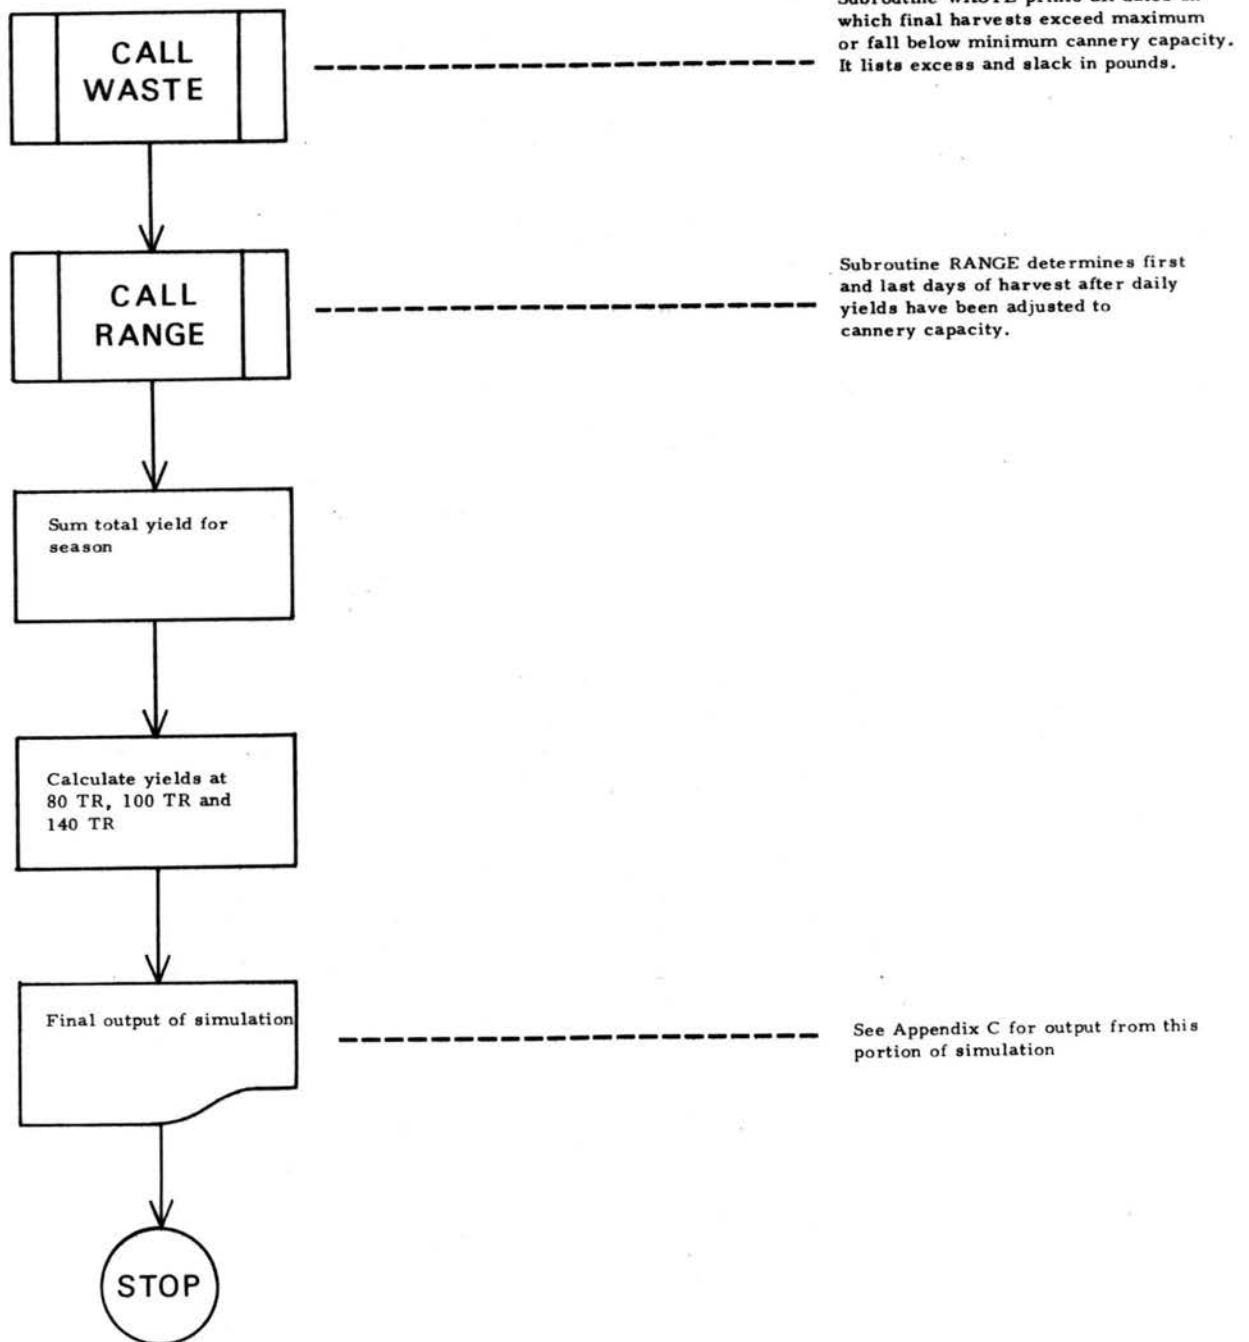 CALL
WASTE
which final harvests exceed maximum
or fall below minimum cannery capacity.
It lists excess and slack in pounds.
CALL
RANGE
Subroutine RANGE determines first
and last days of harvest after daily
yields have been adjusted to
cannery capacity.
Sum total yield for
season
Calculate yields at
80 TR, 100 TR and
140 TR
Final output of simulation
See Appendix C for output from this
portion of simulation
STOP